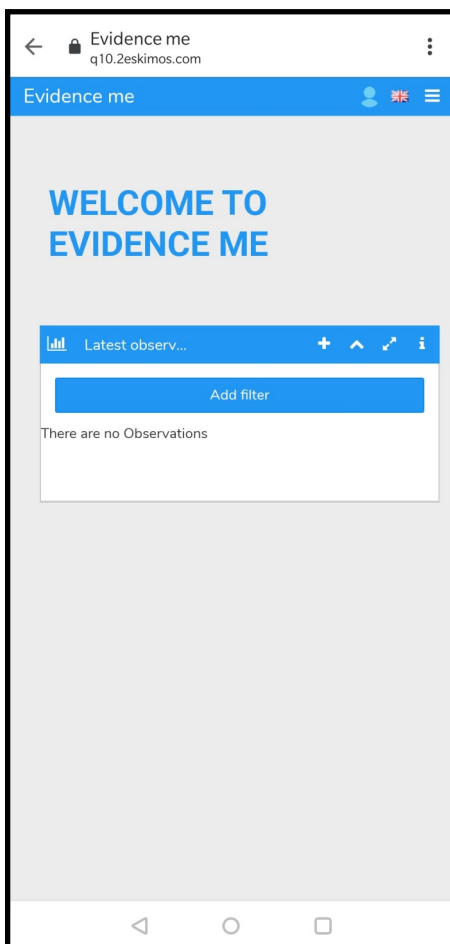 Evidence me
q10.2eskimos.com
Evidence me
WELCOME TO
EVIDENCE ME
Latest observ...
Add filter
There are no Observations